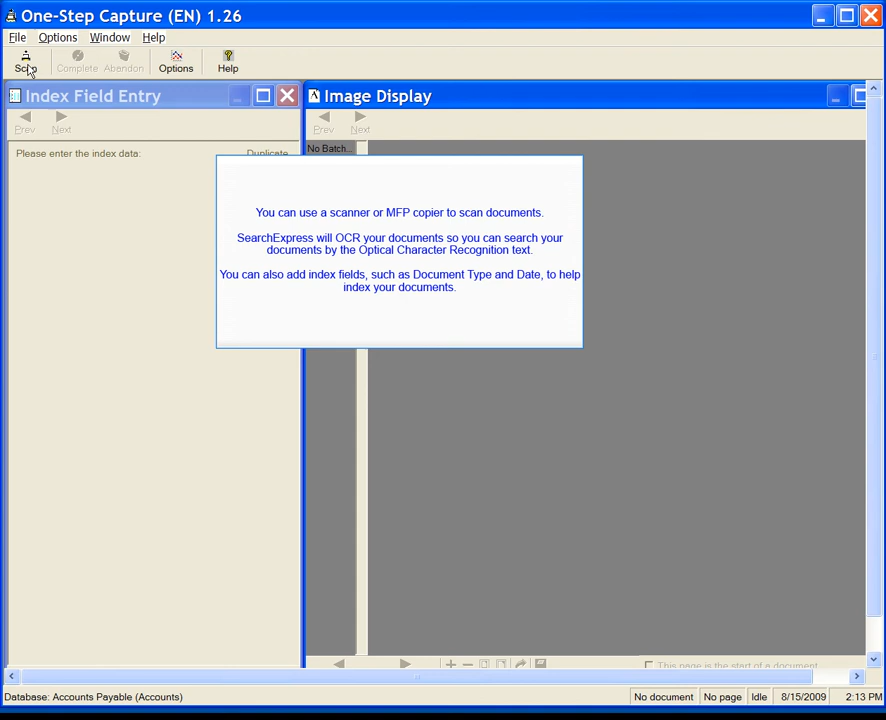 One-Step Capture (EN) 1.26
File Options Window Help
Scan Complete Abandon Options Help
Index Field Entry
Image Display
Prev Next
Prev Next
Please enter the index data:
Duplicate
No Batch...
You can use a scanner or MFP copier to scan documents.
SearchExpress will OCR your documents so you can search your
documents by the Optical Character Recognition text.
You can also add index fields, such as Document Type and Date, to help
index your documents.
This page is the start of a document
Database: Accounts Payable (Accounts)
No document No page Idle 8/15/2009 2:13 PM